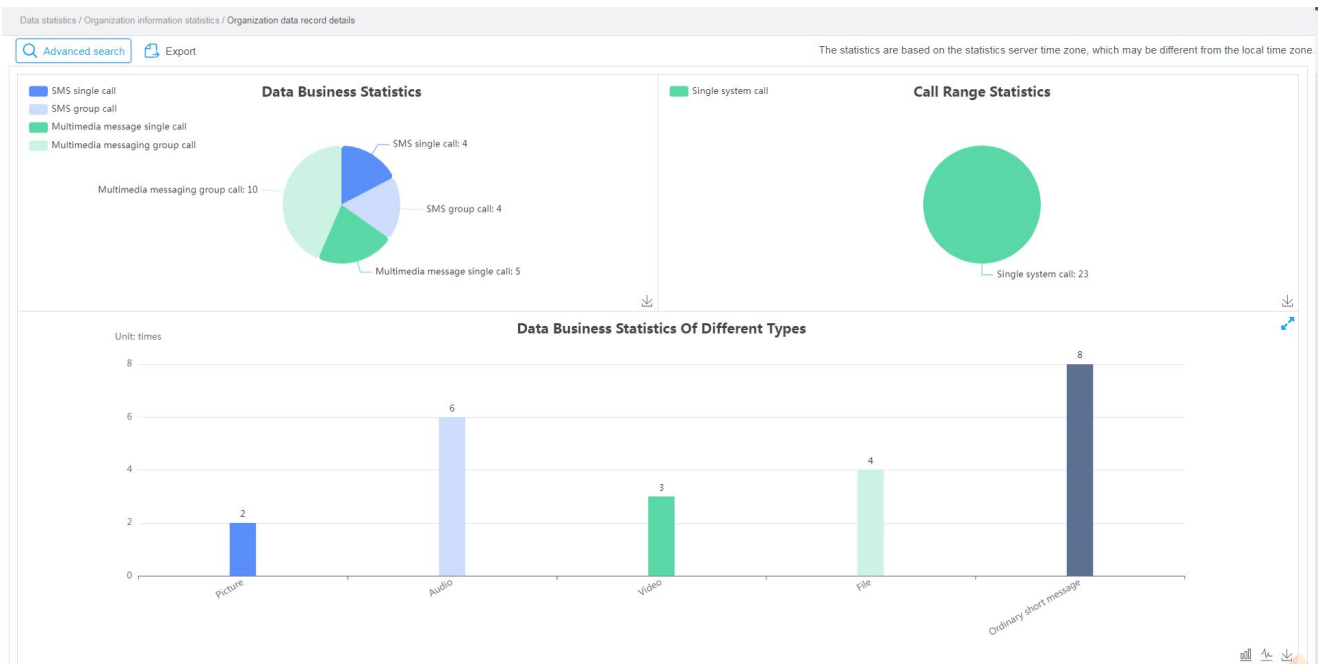 Data statistics / Organization information statistics / Organization data record details
Advanced search
Export
The statistics are based on the statistics server time zone, which may be different from the local time zone.
SMS single call
SMS group call
Multimedia message single call
Multimedia messaging group call
Data Business Statistics
SMS single call: 4
Multimedia messaging group call: 10
SMS group call: 4
Multimedia message single call: 5
Single system call
Call Range Statistics
Single system call: 23
Data Business Statistics Of Different Types
Unit: times
8
6
4
2
0
2
6
3
4
8
Picture
Audio
Video
File
Ordinary short message